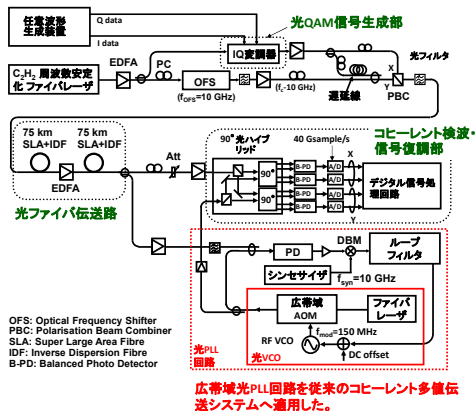 任意波形
生成装置
Q data
I data
光QAM信号生成部
IQ変調器
EDFA
PC
C₂H₂ 周波数安定
化 ファイバレーザ
OFS
(fOFS=10 GHz)
(fc-10 GHz)
遅延線
X
Y
PBC
光フィルタ
75 km
SLA+IDF
75 km
SLA+IDF
EDFA
光ファイバ伝送路
Att
90°光ハイブ
リッド
90°
90°
40 Gsample/s
B-PD
B-PD
B-PD
B-PD
A/D
A/D
A/D
A/D
X
Y
コヒーレント検波・
信号復調部
デジタル信号処
理回路
PD
DBM
ループ
フィルタ
シンセサイザ
fsyn=10 GHz
広帯域
AOM
ファイバ
レーザ
RF VCO
fmod=150 MHz
DC offset
光VCO
光PLL
回路
OFS: Optical Frequency Shifter
PBC: Polarisation Beam Combiner
SLA: Super Large Area Fibre
IDF: Inverse Dispersion Fibre
B-PD: Balanced Photo Detector
広帯域光PLL回路を従来のコヒーレント多値伝
送システムへ適用した。